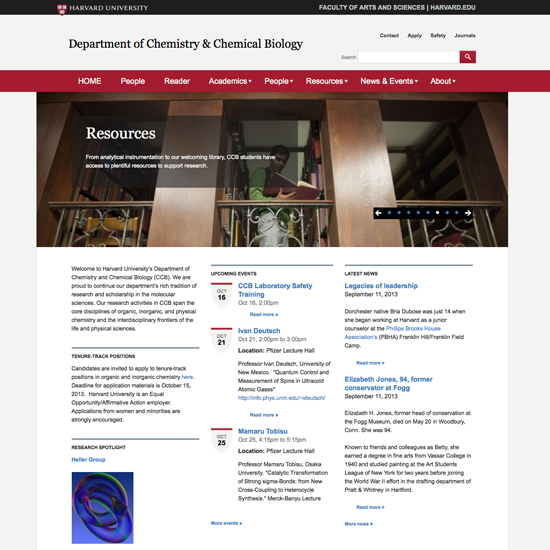 HARVARD UNIVERSITY
FACULTY OF ARTS AND SCIENCES | HARVARD.EDU
Contact Apply Safety Journals
Department of Chemistry & Chemical Biology
Search
HOME People Reader Academics People Resources News & Events About
Resources
From analytical instrumentation to our welcoming library, CCB students have
access to plentiful resources to support research.
Welcome to Harvard University's Department of
Chemistry and Chemical Biology (CCB). We are
proud to continue our department's rich tradition of
research and scholarship in the molecular
sciences. Our research activities in CCB span the
core disciplines of organic, inorganic, and physical
chemistry and the interdisciplinary frontiers of the
life and physical sciences.
TENURE-TRACK POSITIONS
Candidates are invited to apply to tenure-track
positions in organic and inorganic chemistry here.
Deadline for application materials is October 15,
2013. Harvard University is an Equal
Opportunity/Affirmative Action employer.
Applications from women and minorities are
strongly encouraged.
RESEARCH SPOTLIGHT
Heller Group
UPCOMING EVENTS
OCT
16
CCB Laboratory Safety
Training
Oct 16, 2:00pm
Read more »
OCT
21
Ivan Deutsch
Oct 21, 2:00pm to 3:00pm
Location: Pfizer Lecture Hall
Professor Ivan Deutsch, University of
New Mexico. "Quantum Control and
Measurement of Spins in Ultracold
Atomic Gases"
http://info.phys.unm.edu/~ideutsch/
Read more »
OCT
25
Mamaru Tobisu
Oct 25, 4:15pm to 5:15pm
Location: Pfizer Lecture Hall
Professor Mamaru Tobisu, Osaka
University. "Catalytic Transformation
of Strong sigma-Bonds: from New
Cross-Coupling to Heterocycle
Synthesis." Merck-Banyu Lecture
More events »
LATEST NEWS
Legacies of leadership
September 11, 2013
Dorchester native Bria Dubose was just 14 when
she began working at Harvard as a junior
counselor at the Phillips Brooks House
Association's (PBHA) Franklin Hill/Franklin Field
Camp.
Read more »
Elizabeth Jones, 94, former
conservator at Fogg
September 11, 2013
Elizabeth H. Jones, former head of conservation at
the Fogg Museum, died on May 20 in Woodbury,
Conn. She was 94.
Known to friends and colleagues as Betty, she
earned a degree in fine arts from Vassar College in
1940 and studied painting at the Art Students
League of New York for two years before joining
the World War II effort in the drafting department of
Pratt & Whitney in Hartford.
Read more »
More news »